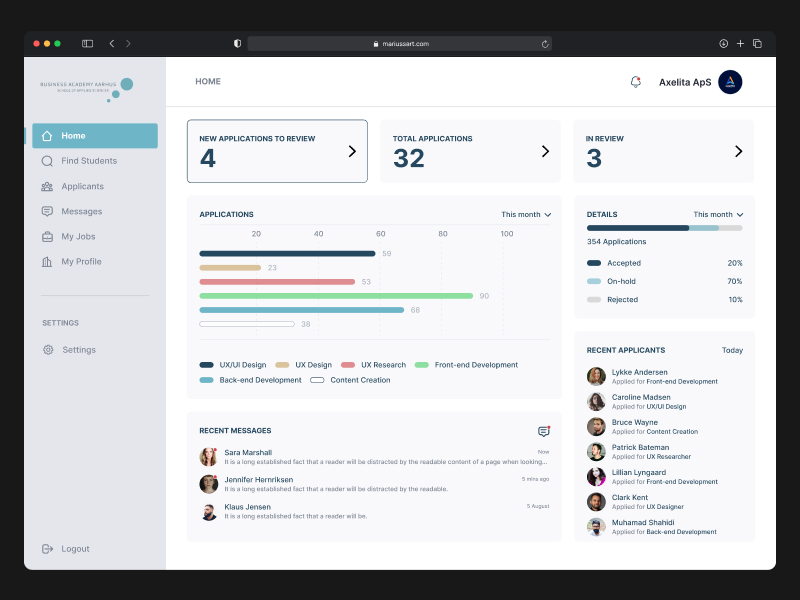 mariussart.com
BUSINESS ACADEMY AARHUS
SCHOOL OF APPLIED SCIENCES
HOME
Axelita ApS
Home
Find Students
Applicants
Messages
My Jobs
My Profile
SETTINGS
Settings
Logout
NEW APPLICATIONS TO REVIEW
4
TOTAL APPLICATIONS
32
IN REVIEW
3
APPLICATIONS
This month
20 40 60 80 100
59
23
53
90
68
38
UX/UI Design UX Design UX Research Front-end Development
Back-end Development Content Creation
DETAILS
This month
354 Applications
Accepted 20%
On-hold 70%
Rejected 10%
RECENT MESSAGES
Sara Marshall Now
It is a long established fact that a reader will be distracted by the readable content of a page when looking...
Jennifer Hernriksen 5 mins ago
It is a long established fact that a reader will be distracted by the readable.
Klaus Jensen 5 August
It is a long established fact that a reader will be.
RECENT APPLICANTS Today
Lykke Andersen
Applied for Front-end Development
Caroline Madsen
Applied for UX/UI Design
Bruce Wayne
Applied for Content Creation
Patrick Bateman
Applied for UX Researcher
Lillian Lyngaard
Applied for Front-end Development
Clark Kent
Applied for UX Designer
Muhamad Shahidi
Applied for Back-end Development